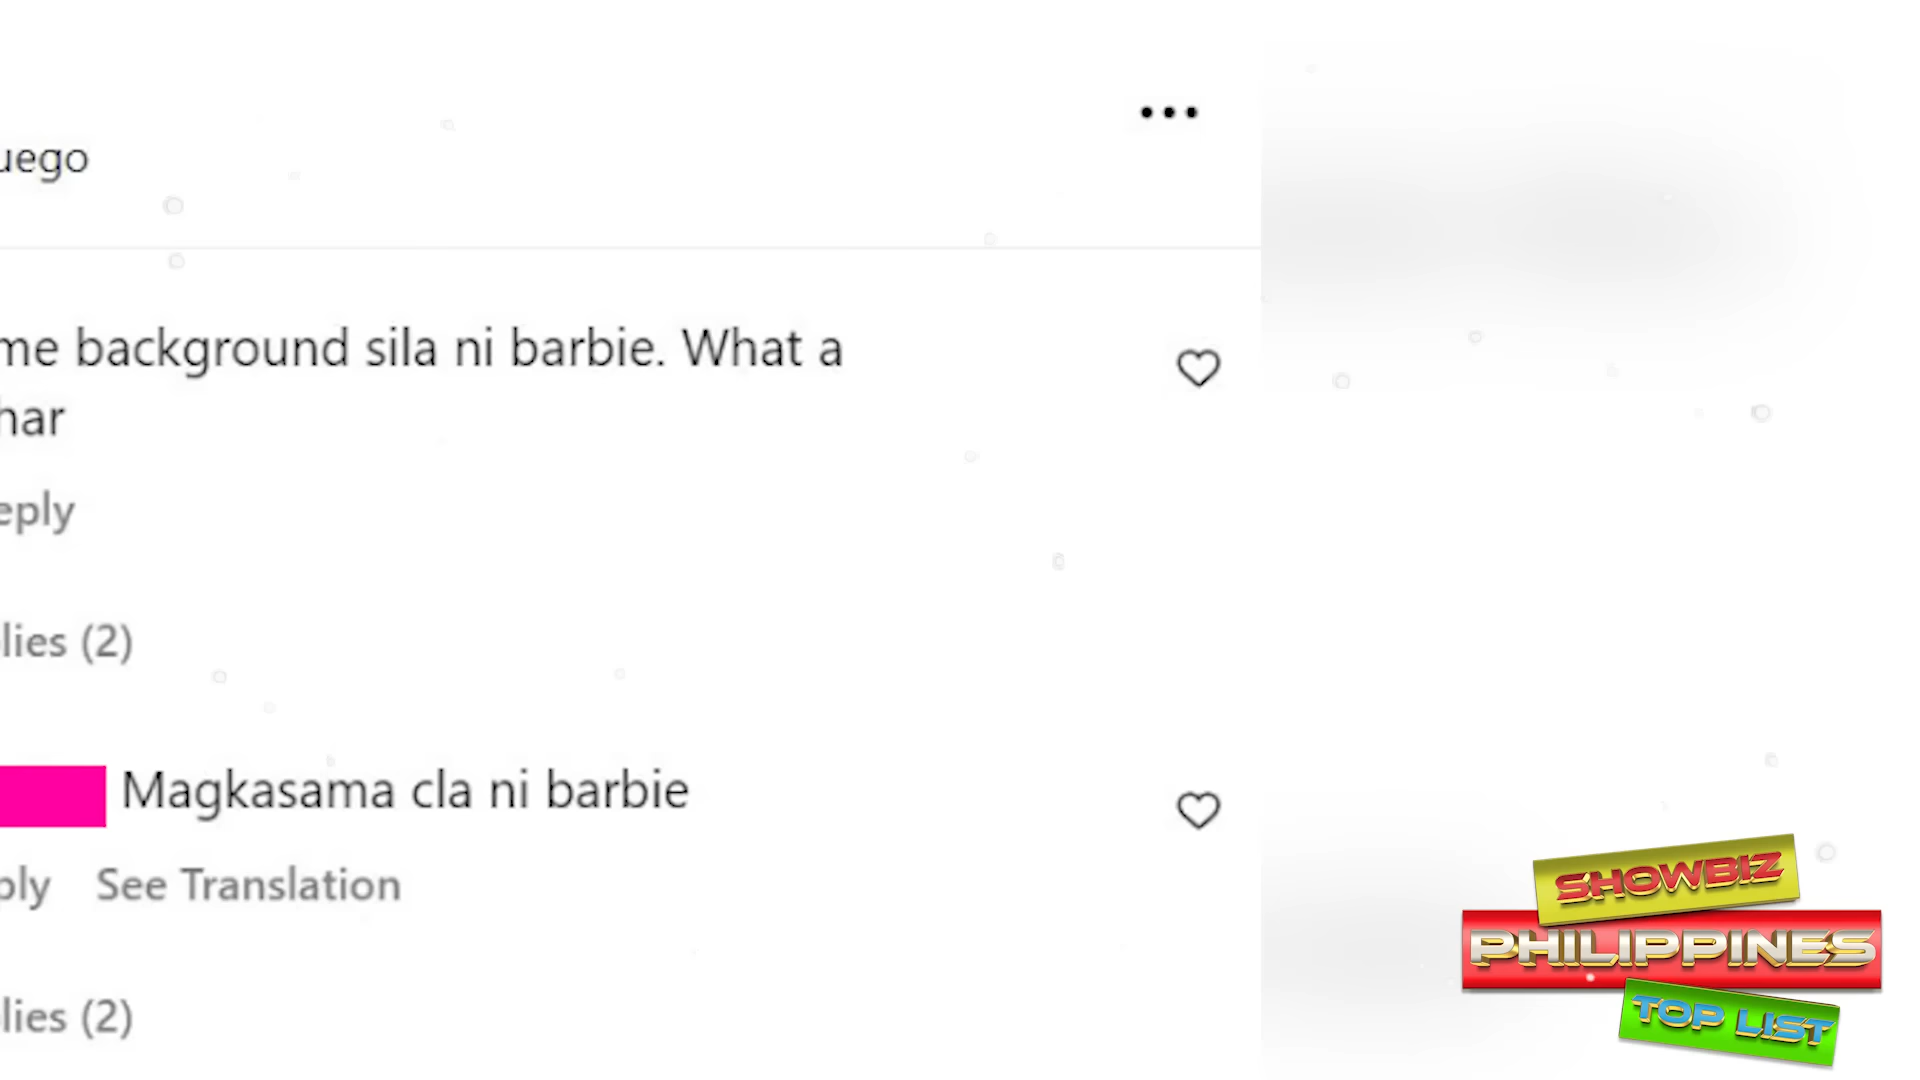 uego
me background sila ni barbie. What a
har
eply
lies (2)
Magkasama cla ni barbie
ply See Translation
lies (2)
SHOWBIZ
PHILIPPINES
TOP LIST